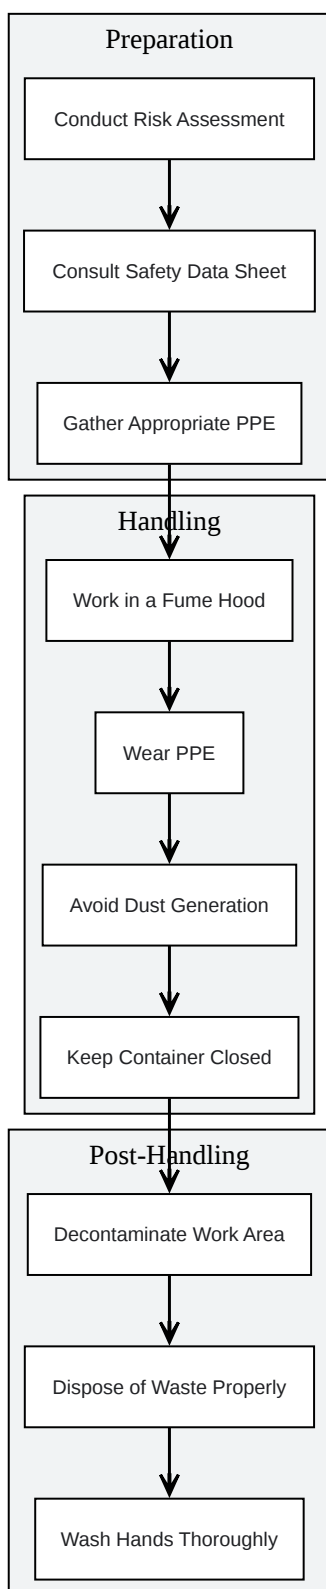 Preparation
Conduct Risk Assessment
Consult Safety Data Sheet
Gather Appropriate PPE
Handling
Work in a Fume Hood
Wear PPE
Avoid Dust Generation
Keep Container Closed
Post-Handling
Decontaminate Work Area
Dispose of Waste Properly
Wash Hands Thoroughly